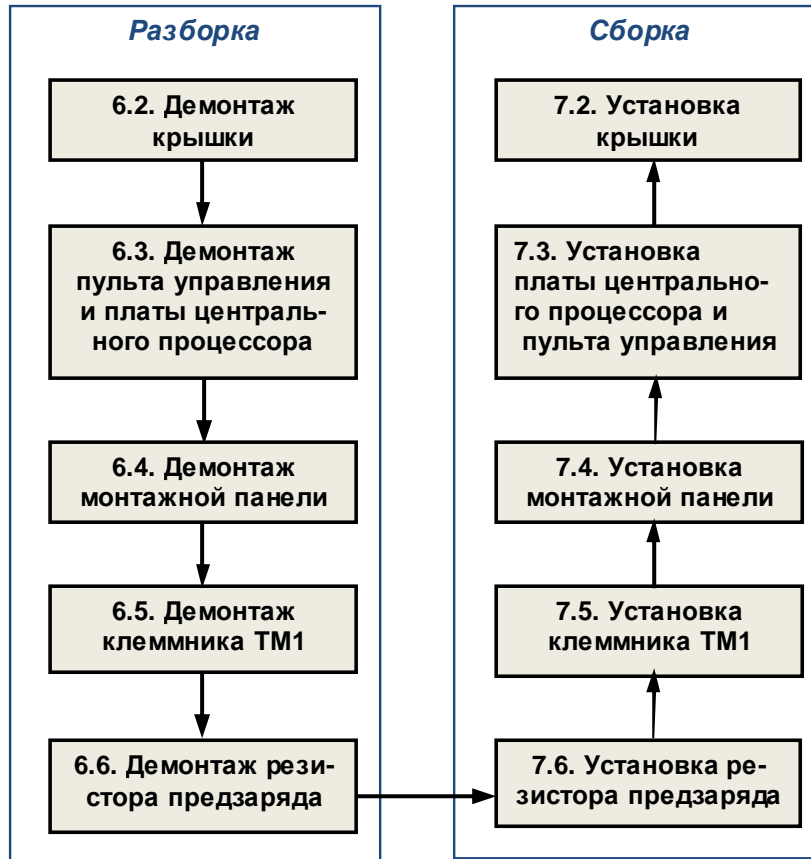 Разборка
6.2. Демонтаж
крышки
6.3. Демонтаж
пульта управления
и платы централь-
ного процессора
6.4. Демонтаж
монтажной панели
6.5. Демонтаж
клеммника ТМ1
6.6. Демонтаж рези-
стора предзаряда
Сборка
7.2. Установка
крышки
7.3. Установка
платы центрально-
го процессора и
пульта управления
7.4. Установка
монтажной панели
7.5. Установка
клеммника ТМ1
7.6. Установка ре-
зистора предзаряда